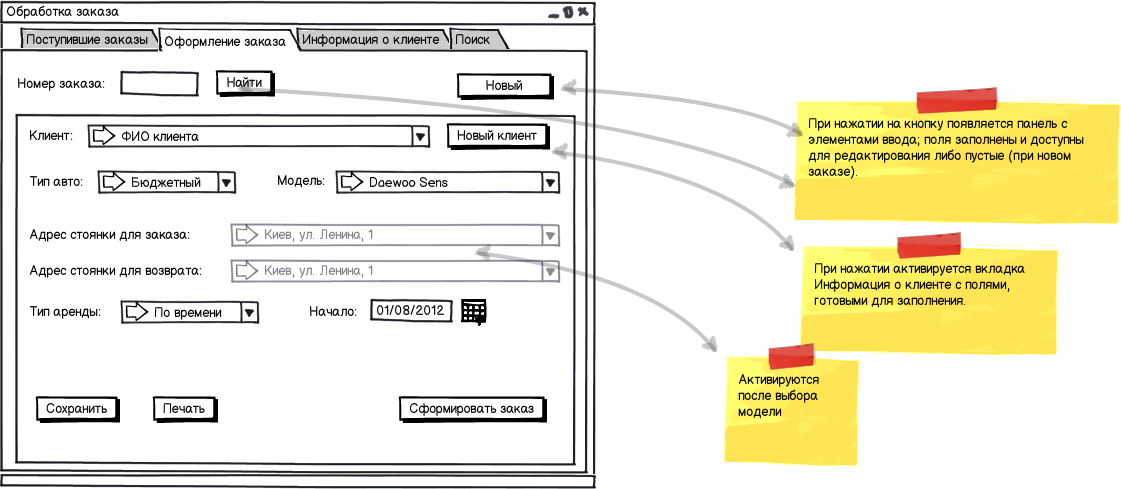 Обработка заказа
Поступившие заказы Оформление заказа Информация о клиенте Поиск
Номер заказа: Найти Новый
Клиент: ФИО клиента Новый клиент
Тип авто: Бюджетный Модель: Daewoo Sens
Адрес стоянки для заказа: Киев, ул. Ленина, 1
Адрес стоянки для возврата: Киев, ул. Ленина, 1
Тип аренды: По времени Начало: 01/08/2012
Сохранить Печать Сформировать заказ
При нажатии на кнопку появляется панель с
элементами ввода; поля заполнены и доступны
для редактирования либо пустые (при новом
заказе).
При нажатии активируется вкладка
Информация о клиенте с полями,
готовыми для заполнения.
Активируются
после выбора
модели